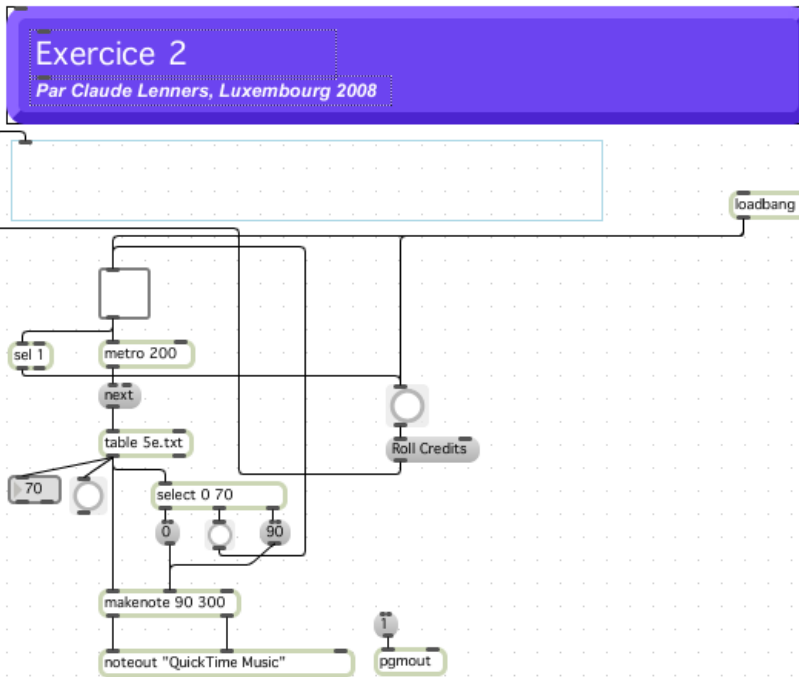 Exercice 2
Par Claude Lenners, Luxembourg 2008
loadbang
sel 1
metro 200
next
table 5e.txt
Roll Credits
70
select 0 70
0
90
makenote 90 300
1
noteout "QuickTime Music"
pgmout